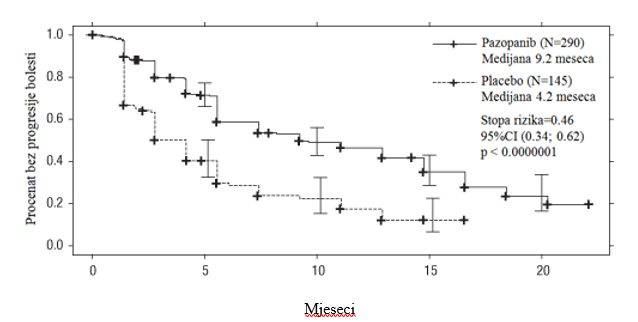 Procenat bez progresije bolesti
1.0
0.8
0.6
0.4
0.2
0.0
Pazopanib (N=290)
Medijana 9.2 meseca
Placebo (N=145)
Medijana 4.2 meseca
Stopa rizika=0.46
95%CI (0.34; 0.62)
p < 0.0000001
0 5 10 15 20
Mjeseci